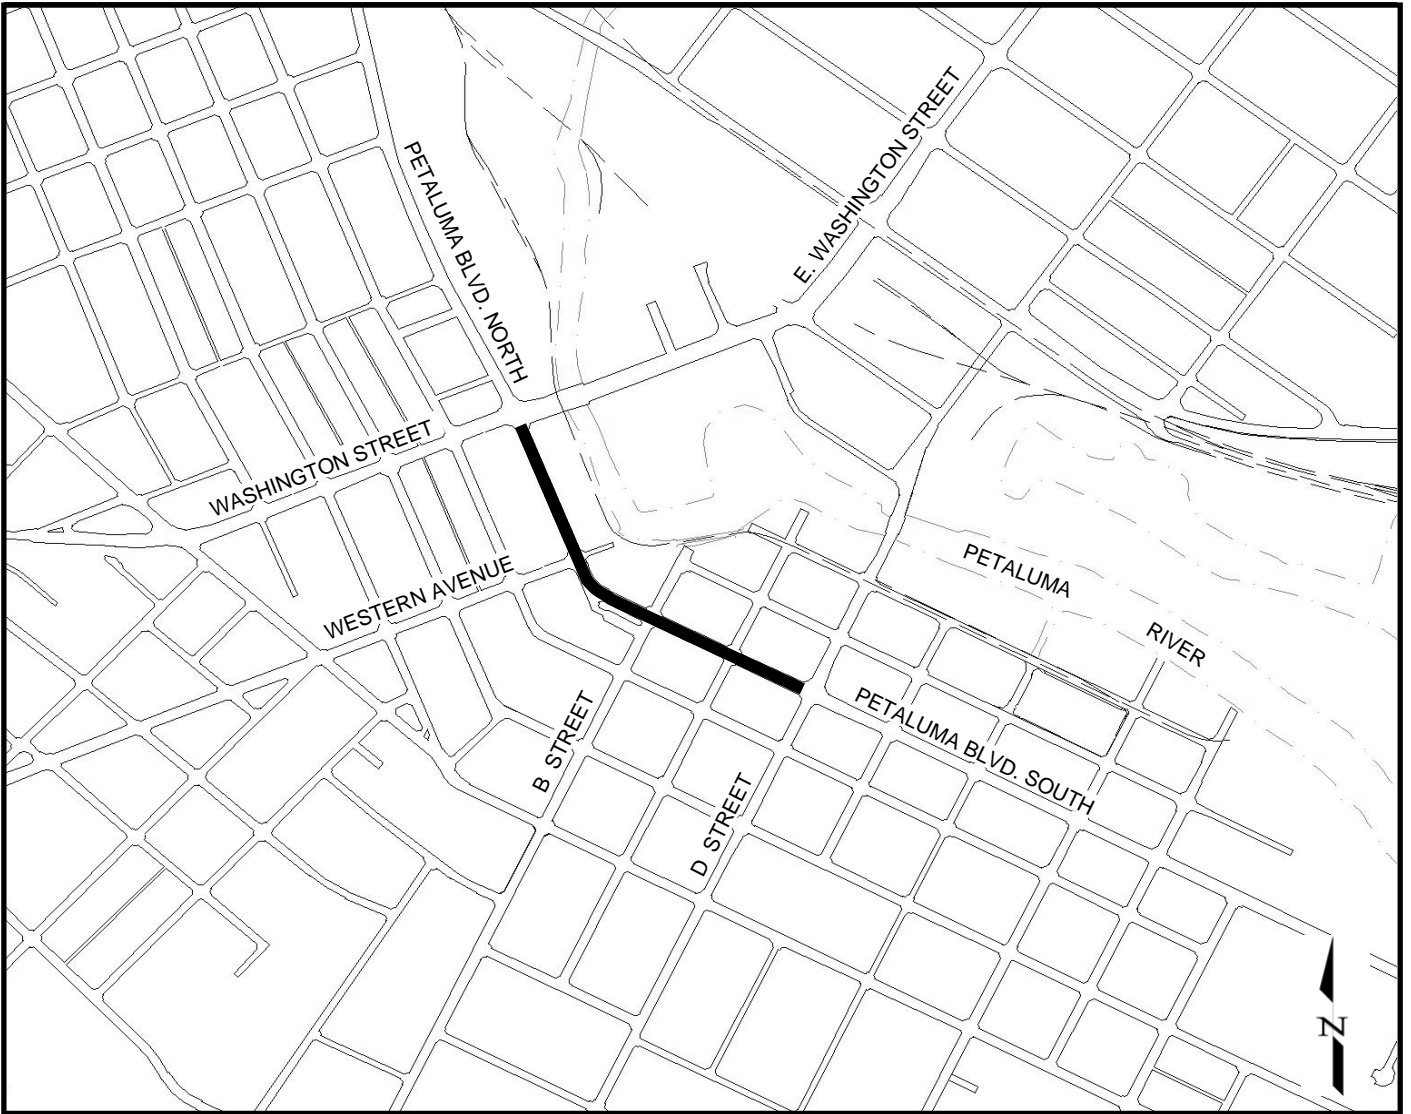 E. WASHINGTON STREET
PETALUMA BLVD. NORTH
WASHINGTON STREET
WESTERN AVENUE
PETALUMA
RIVER
B STREET
PETALUMA BLVD. SOUTH
D STREET
N